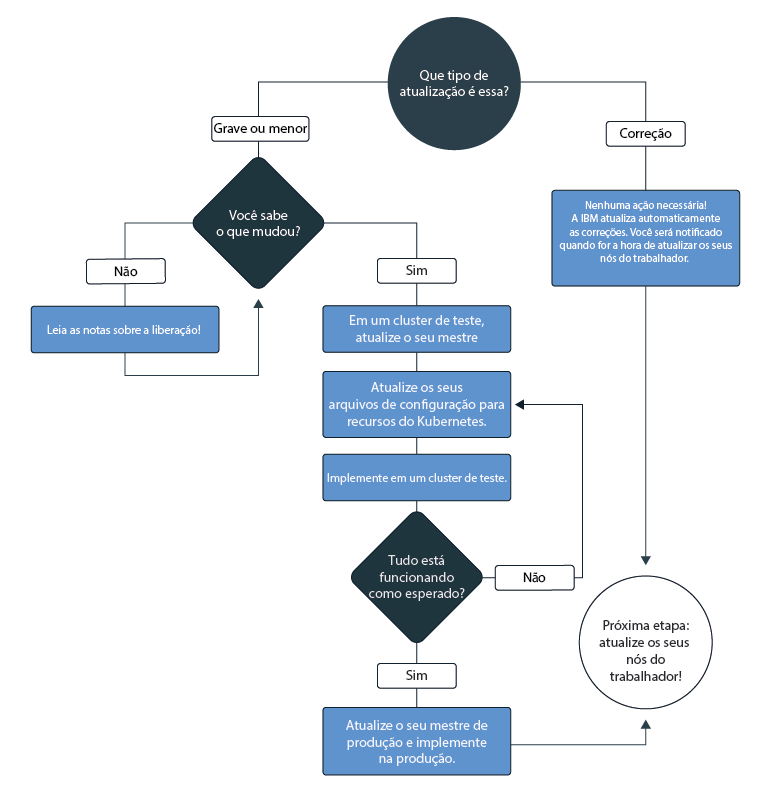 Que tipo de
atualização é essa?
Grave ou menor
Correção
Você sabe
o que mudou?
Nenhuma ação necessária!
A IBM atualiza automaticamente
as correções. Você será notificado
quando for a hora de atualizar os seus
nós do trabalhador.
Não
Sim
Leia as notas sobre a liberação!
Em um cluster de teste,
atualize o seu mestre
Atualize os seus
arquivos de configuração para
recursos do Kubernetes.
Implemente em um cluster de teste.
Tudo está
funcionando
como esperado?
Não
Próxima etapa:
atualize os seus
nós do
trabalhador!
Sim
Atualize o seu mestre de
produção e implemente
na produção.